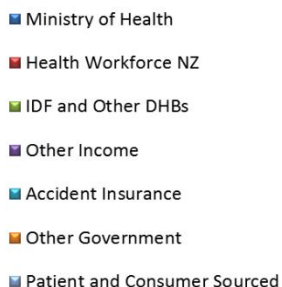 Ministry of Health
Health Workforce NZ
IDF and Other DHBs
Other Income
Accident Insurance
Other Government
Patient and Consumer Sourced